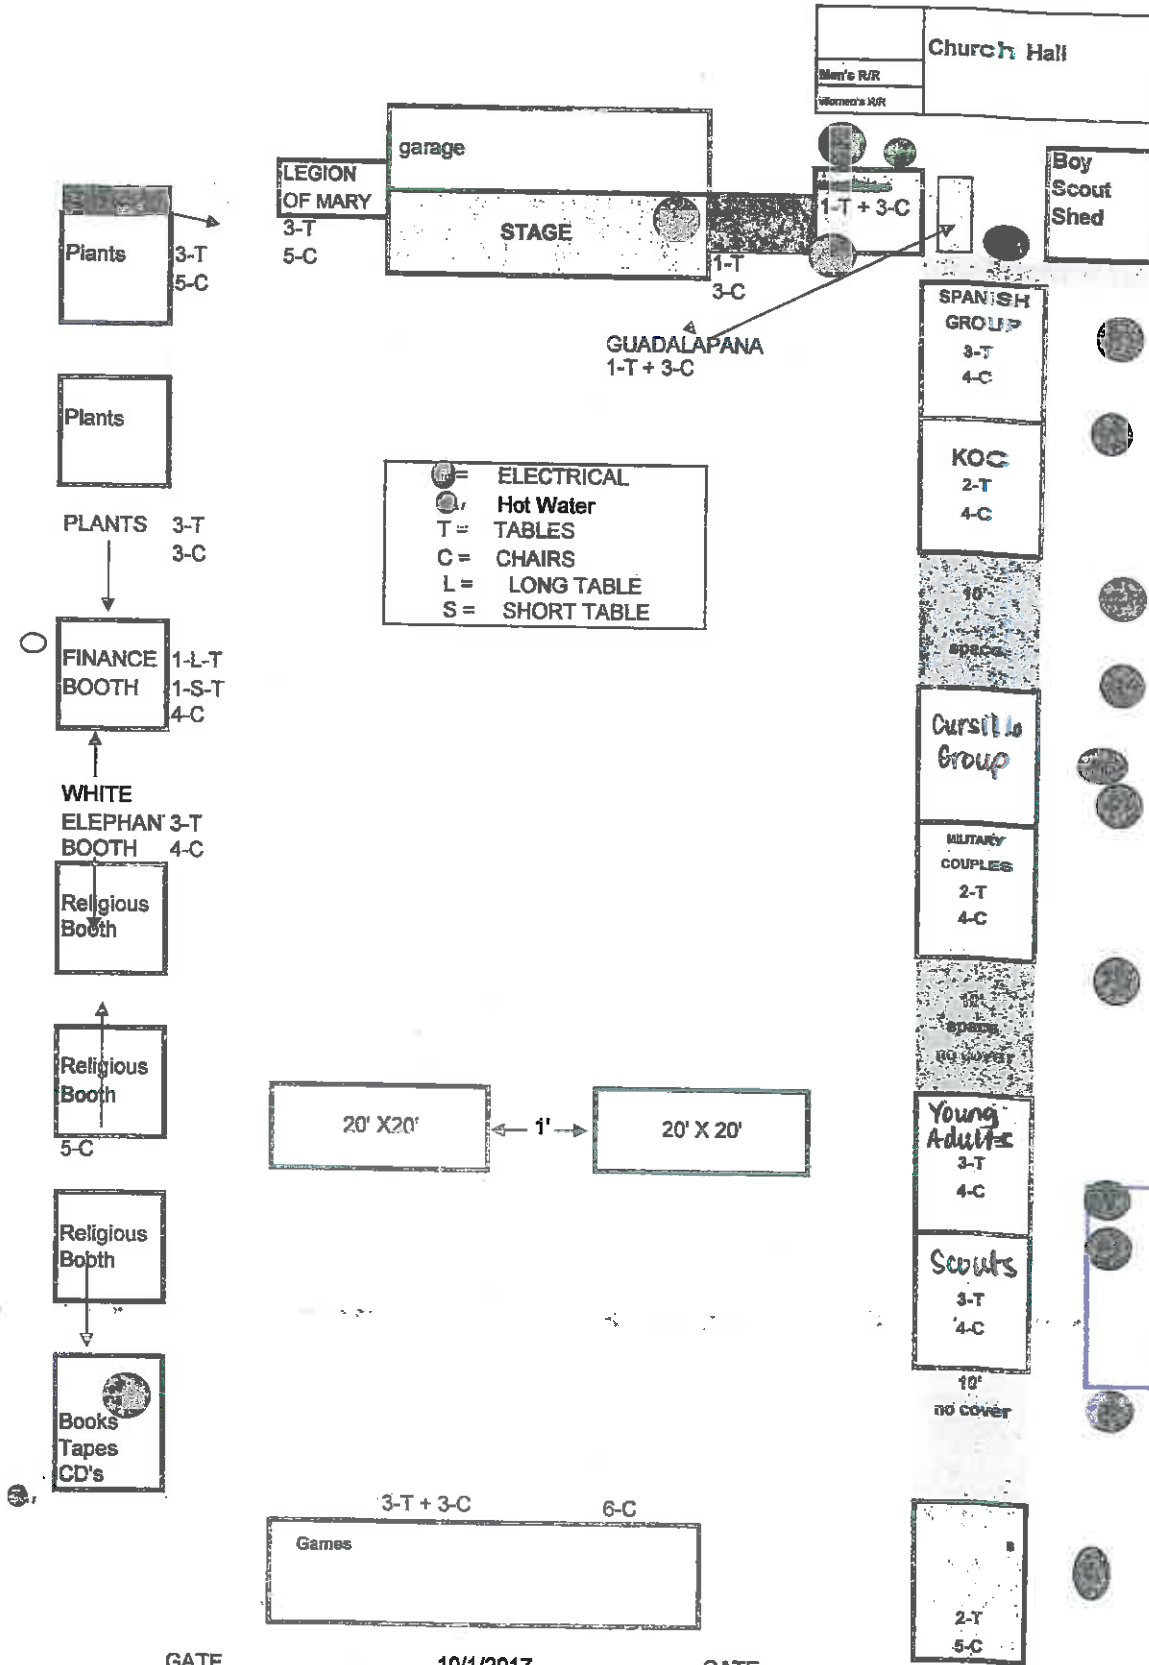 Church Hall
Men's R/R
Women's R/R
garage
LEGION
OF MARY
3-T
5-C
STAGE
1-T
3-C
1-T + 3-C
Boy
Scout
Shed
Plants
3-T
5-C
GUADALAPANA
1-T + 3-C
SPANISH
GROUP
3-T
4-C
Plants
KOC
2-T
4-C
= ELECTRICAL
Hot Water
T = TABLES
C = CHAIRS
L = LONG TABLE
S = SHORT TABLE
PLANTS 3-T
3-C
10'
space
FINANCE 1-L-T
BOOTH 1-S-T
4-C
Cursillo
Group
WHITE
ELEPHAN 3-T
BOOTH 4-C
MILITARY
COUPLES
2-T
4-C
Religious
Booth
space
no cover
Religious
Booth
5-C
20' X20'
1'
20' X 20'
Young
Adults
3-T
4-C
Religious
Booth
Scouts
3-T
4-C
10'
no cover
Books
Tapes
CD's
3-T + 3-C 6-C
Games
2-T
5-C
GATE 10/1/2017 GATE